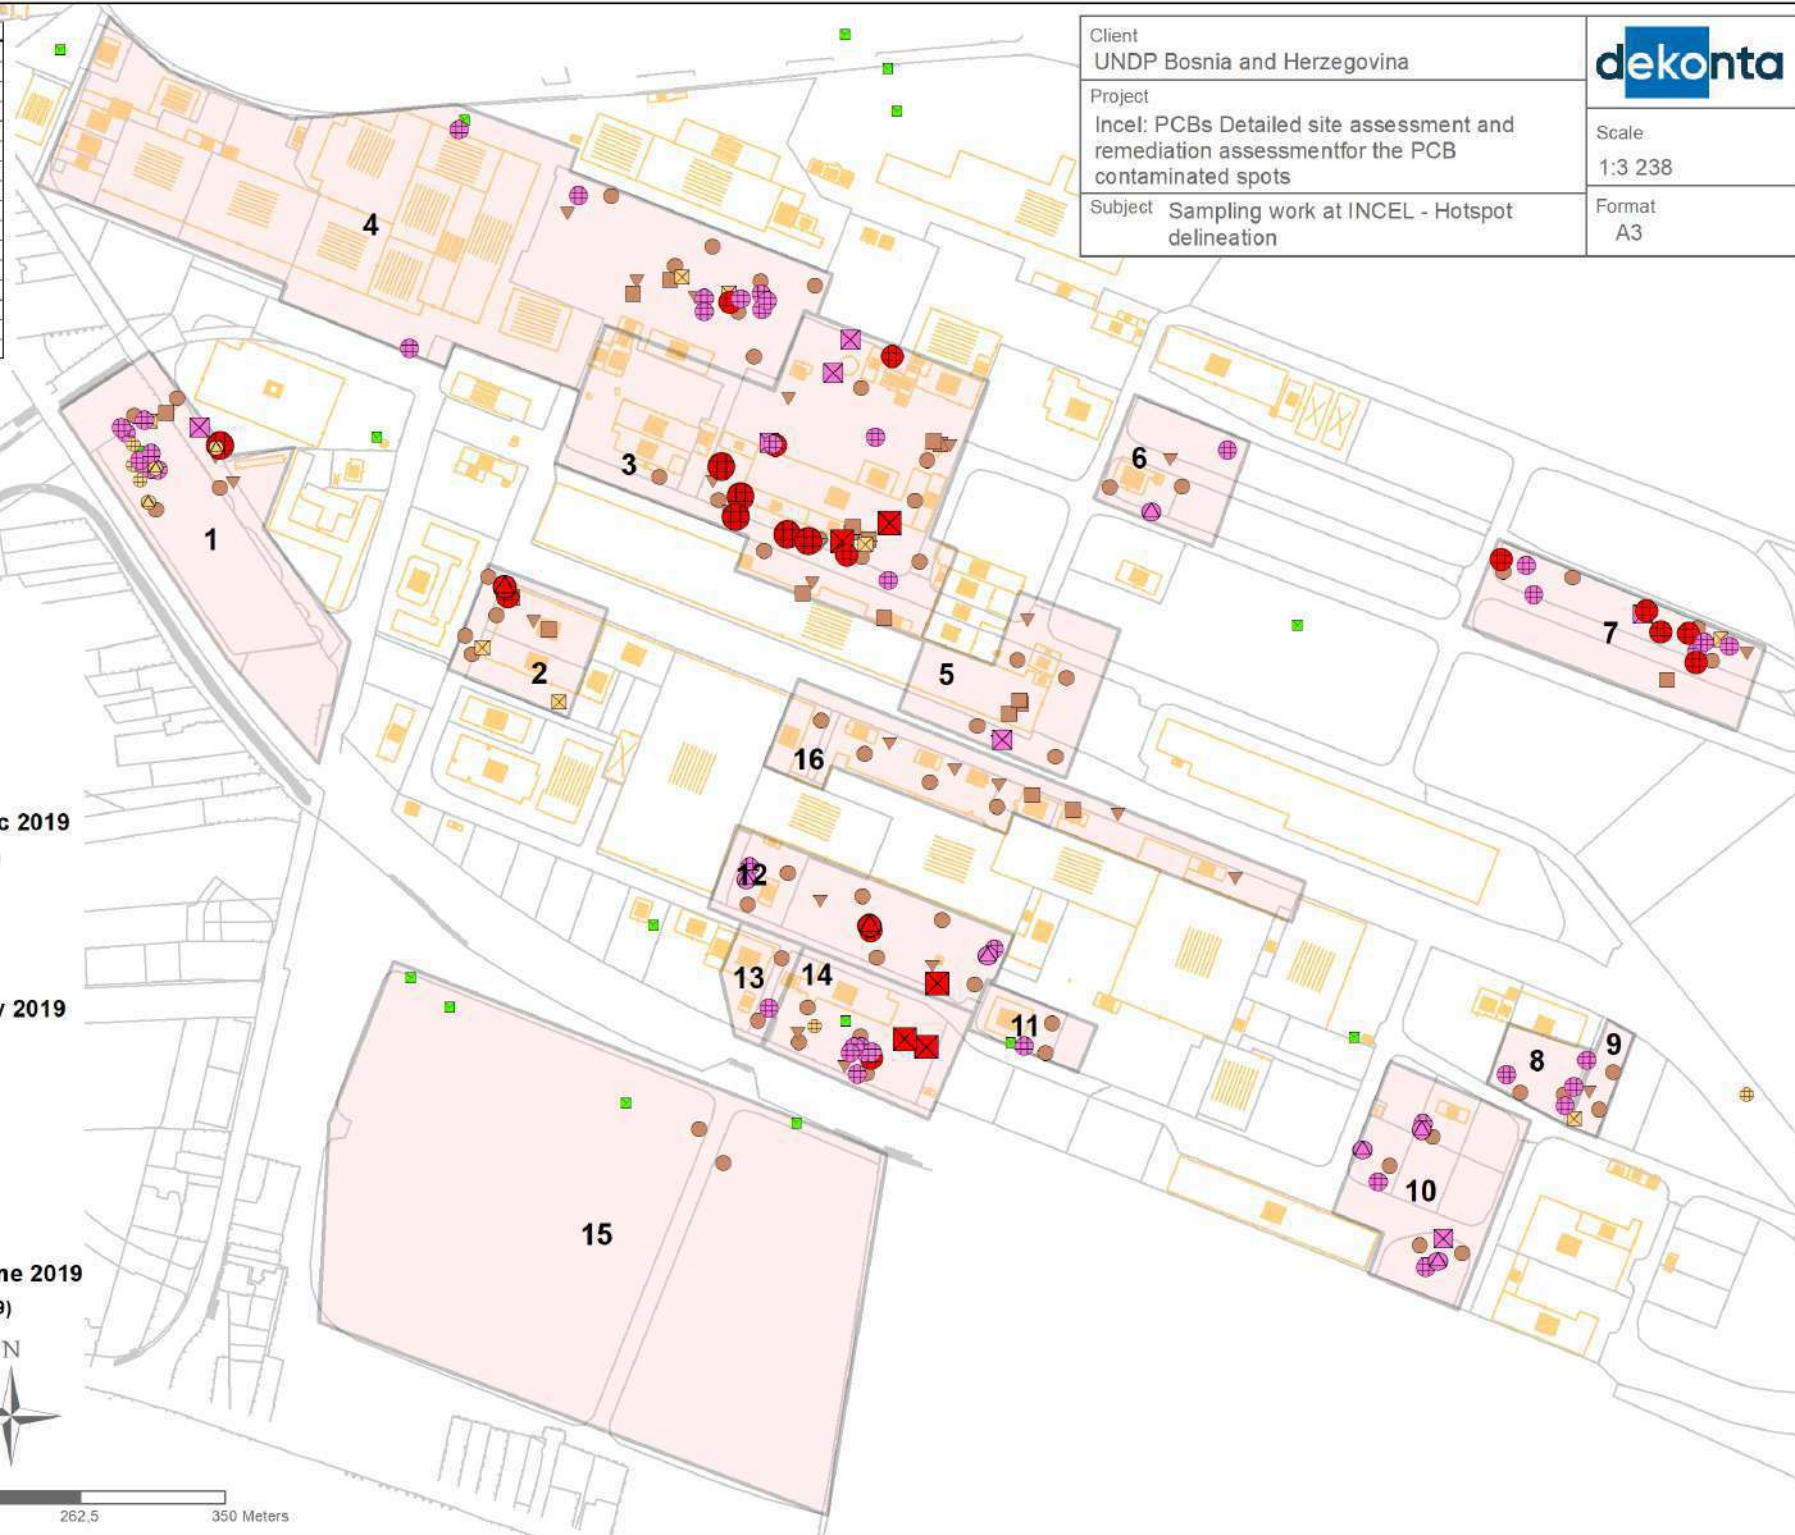 Client
UNDP Bosnia and Herzegovina
dekonta
Project
Incel: PCBs Detailed site assessment and
remediation assessmentfor the PCB
contaminated spots
Scale
1:3 238
Subject Sampling work at INCEL - Hotspot
delineation
Format
A3
4
3
6
1
7
2
5
16
12
13
14
11
8
9
10
15
c 2019
)
y 2019
ne 2019
9)
N
262,5
350 Meters